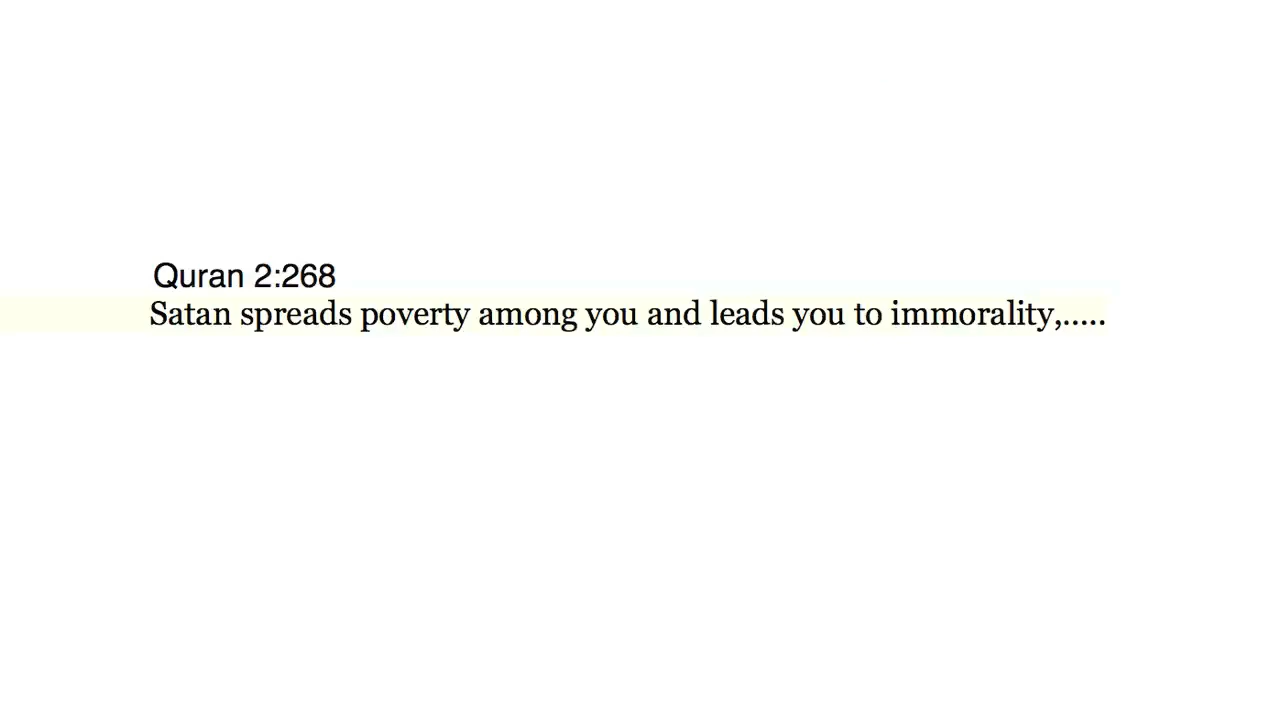 Quran 2:268
Satan spreads poverty among you and leads you to immorality,.....